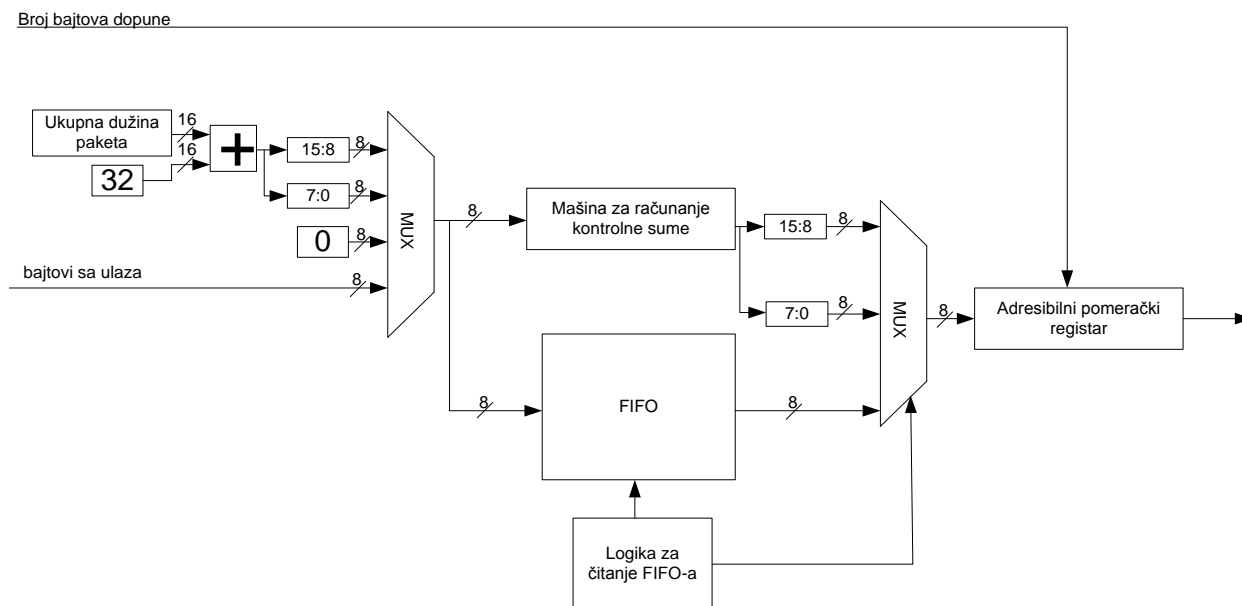 Broj bajtova dopune
Ukupna dužina
paketa
16
16
32
+
15:8
8
7:0
8
0
8
bajtovi sa ulaza
8
MUX
8
Mašina za računanje
kontrolne sume
15:8
8
7:0
8
MUX
8
Adresibilni pomerački
registar
8
FIFO
8
Logika za
čitanje FIFO-a